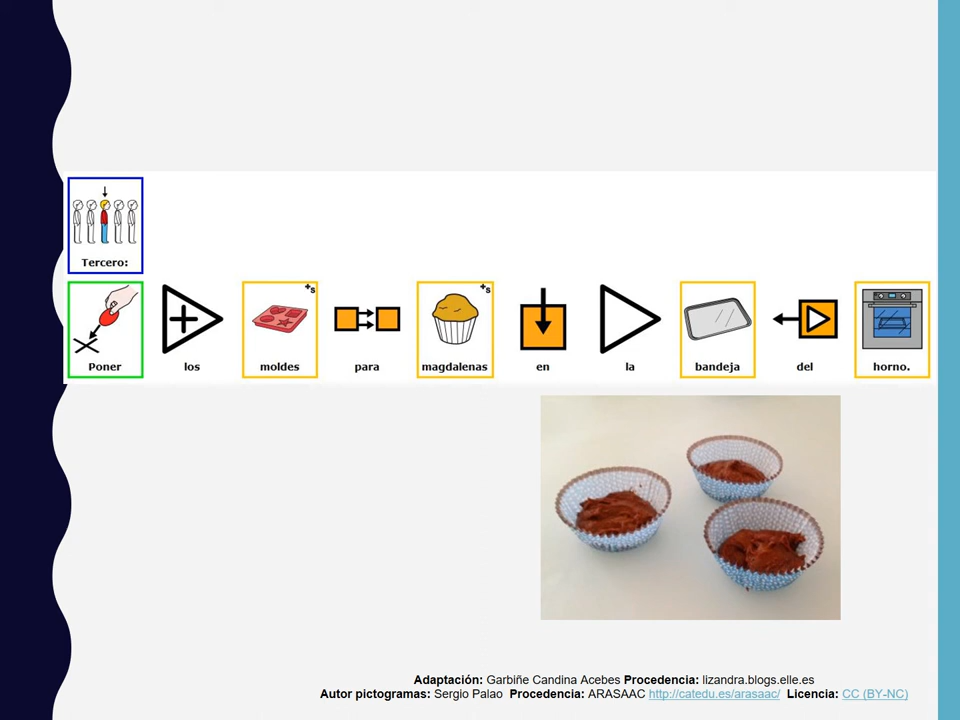 Tercero:
Poner los moldes para magdalenas en la bandeja del horno.
Adaptación: Garbiñe Candina Acebes Procedencia: lizandra.blogs.elle.es
Autor pictogramas: Sergio Palao Procedencia: ARASAAC http://catedu.es/arasaac/ Licencia: CC (BY-NC)